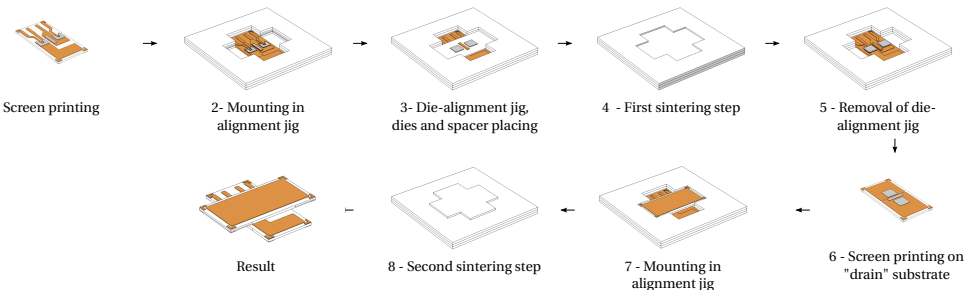 Screen printing
2- Mounting in
alignment jig
3- Die-alignment jig,
dies and spacer placing
4 - First sintering step
5 - Removal of die-
alignment jig
Result
8 - Second sintering step
7 - Mounting in
alignment jig
6 - Screen printing on
"drain" substrate